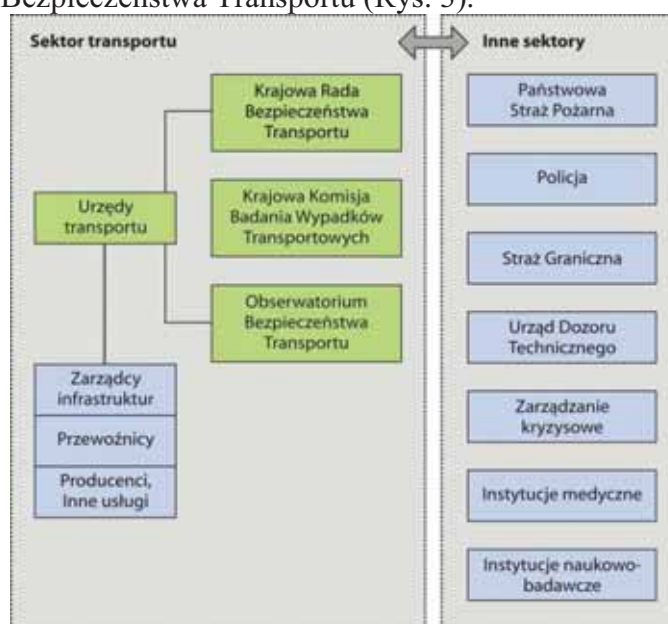 Bezpieczeństwa Transportu (Rys. 3).
Sektor transportu
Inne sektory
Krajowa Rada
Bezpieczeństwa
Transportu
Urzędy
transportu
Krajowa Komisja
Badania Wypadków
Transportowych
Obserwatorium
Bezpieczeństwa
Transportu
Zarządcy
infrastruktur
Przewoźnicy
Producenci,
Inne usługi
Państwowa
Straż Pożarna
Policja
Straż Graniczna
Urząd Dozoru
Technicznego
Zarządzanie
kryzysowe
Instytucje medyczne
Instytucje naukowo-
badawcze